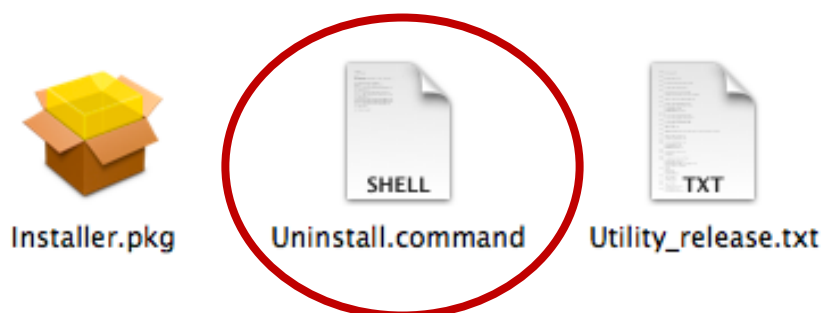 SHELL
TXT
Installer.pkg
Uninstall.command
Utility_release.txt